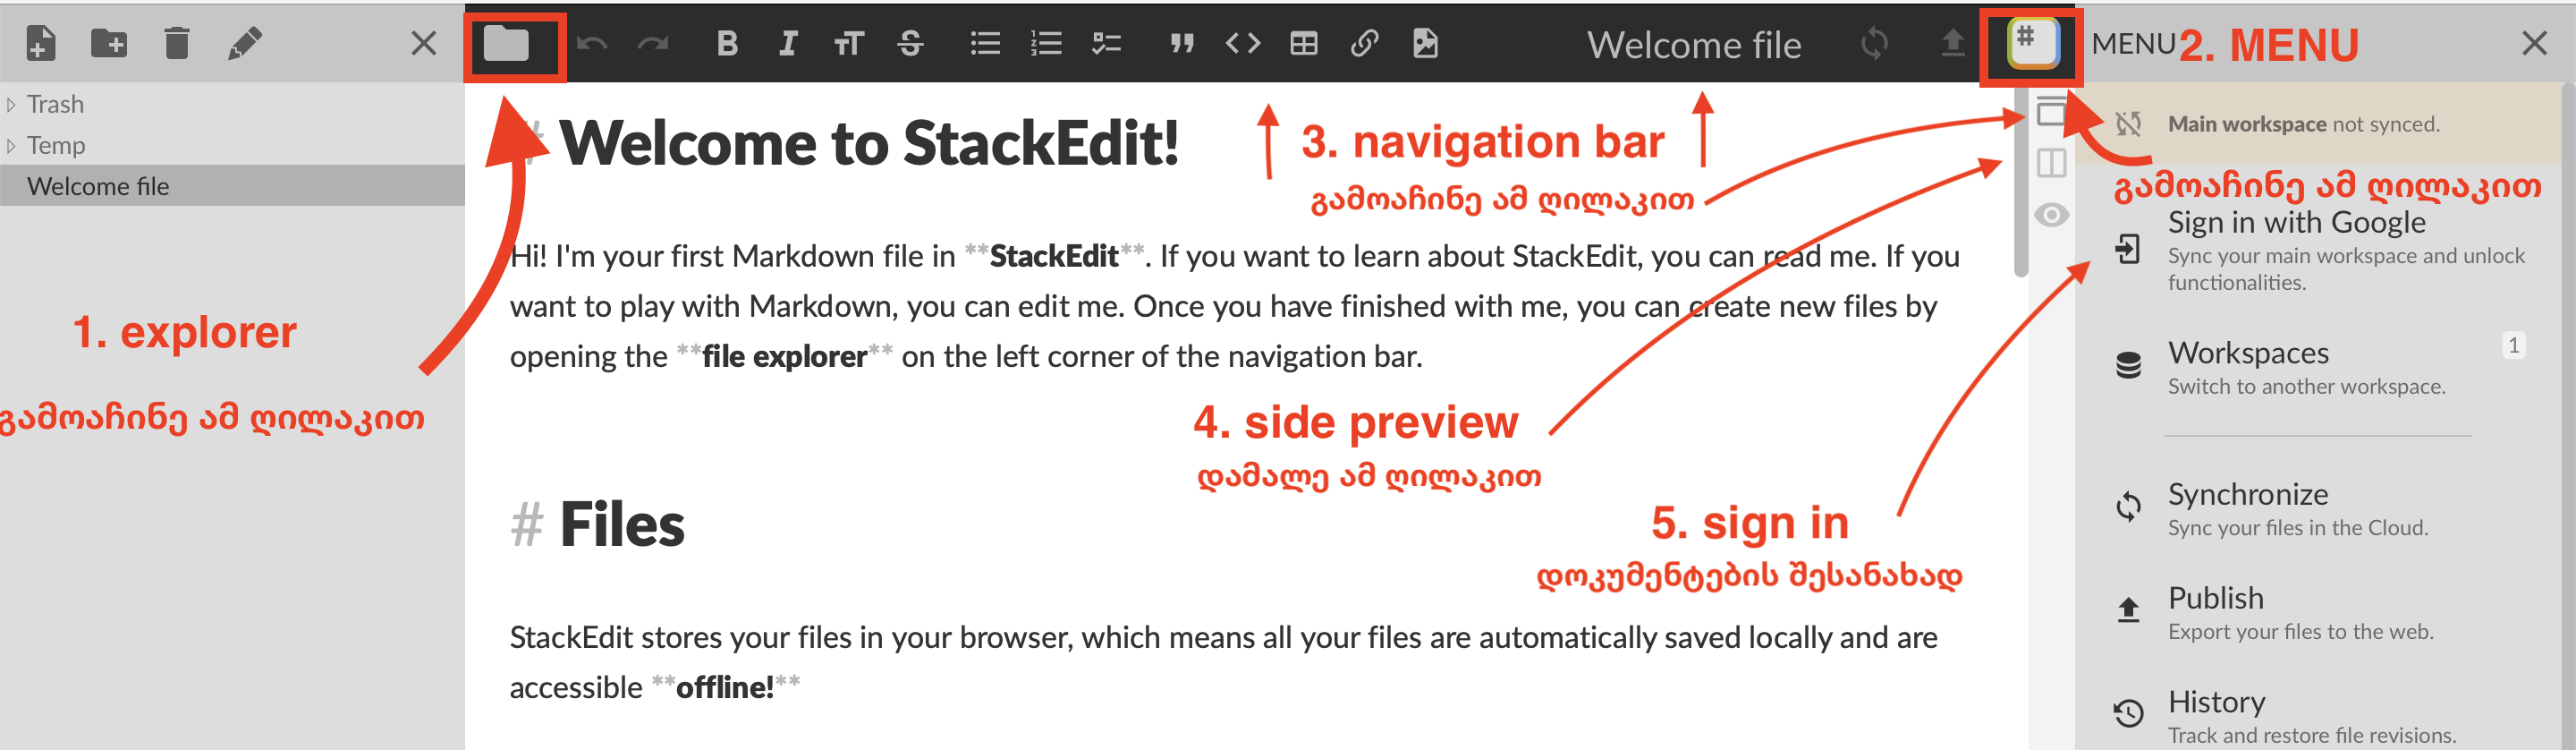 Welcome file
MENU
2. MENU
Trash
Temp
Welcome file
1. explorer
გამოაჩინე ამ ღილაკით
# Welcome to StackEdit!
3. navigation bar
გამოაჩინე ამ ღილაკით
Hi! I'm your first Markdown file in **StackEdit**. If you want to learn about StackEdit, you can read me. If you
want to play with Markdown, you can edit me. Once you have finished with me, you can create new files by
opening the **file explorer** on the left corner of the navigation bar.
4. side preview
დამალე ამ ღილაკით
# Files
5. sign in
დოკუმენტების შესანახად
StackEdit stores your files in your browser, which means all your files are automatically saved locally and are
accessible **offline!**
Main workspace not synced.
გამოაჩინე ამ ღილაკით
Sign in with Google
Sync your main workspace and unlock
functionalities.
Workspaces
1
Switch to another workspace.
Synchronize
Sync your files in the Cloud.
Publish
Export your files to the web.
History
Track and restore file revisions.